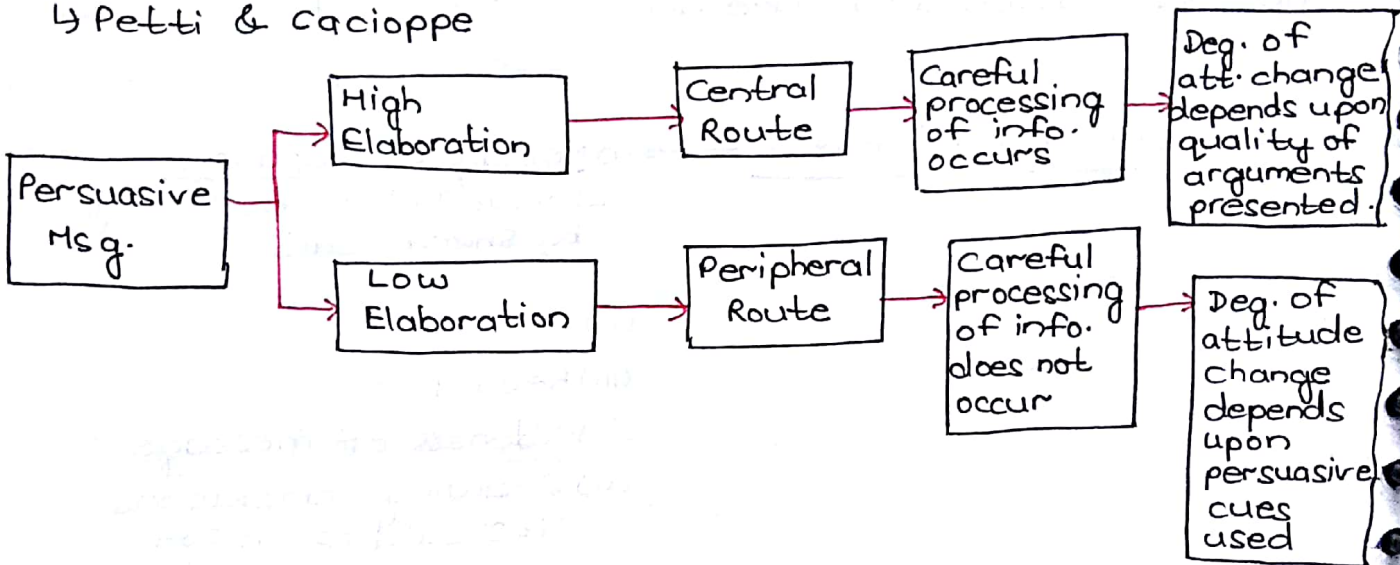 ↳ Petti & Cacioppe
Persuasive
Msg.
High
Elaboration
Central
Route
Careful
processing
of info.
occurs
Deg. of
att. change
depends upon
quality of
arguments
presented.
Low
Elaboration
Peripheral
Route
Careful
processing
of info.
does not
occur
Deg. of
attitude
change
depends
upon
persuasive
cues
used